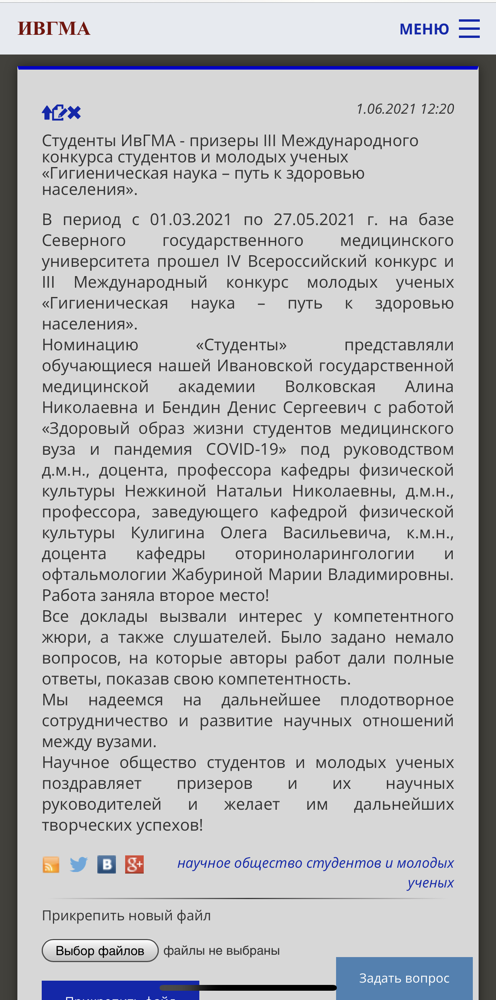 ИВГМА
МЕНЮ
1.06.2021 12:20
Студенты ИвГМА - призеры III Международного
конкурса студентов и молодых ученых
«Гигиеническая наука – путь к здоровью
населения».
В период с 01.03.2021 по 27.05.2021 г. на базе
Северного государственного медицинского
университета прошел IV Всероссийский конкурс и
III Международный конкурс молодых ученых
«Гигиеническая наука – путь к здоровью
населения».
Номинацию «Студенты» представляли
обучающиеся нашей Ивановской государственной
медицинской академии Волковская Алина
Николаевна и Бендин Денис Сергеевич с работой
«Здоровый образ жизни студентов медицинского
вуза и пандемия COVID-19» под руководством
д.м.н., доцента, профессора кафедры физической
культуры Нежкиной Натальи Николаевны, д.м.н.,
профессора, заведующего кафедрой физической
культуры Кулигина Олега Васильевича, к.м.н.,
доцента кафедры оториноларингологии и
офтальмологии Жабуриной Марии Владимировны.
Работа заняла второе место!
Все доклады вызвали интерес у компетентного
жюри, а также слушателей. Было задано немало
вопросов, на которые авторы работ дали полные
ответы, показав свою компетентность.
Мы надеемся на дальнейшее плодотворное
сотрудничество и развитие научных отношений
между вузами.
Научное общество студентов и молодых ученых
поздравляет призеров и их научных
руководителей и желает им дальнейших
творческих успехов!
В g+
научное общество студентов и молодых
ученых
Прикрепить новый файл
Выбор файлов файлы не выбраны
Задать вопрос
Прикрепить файл